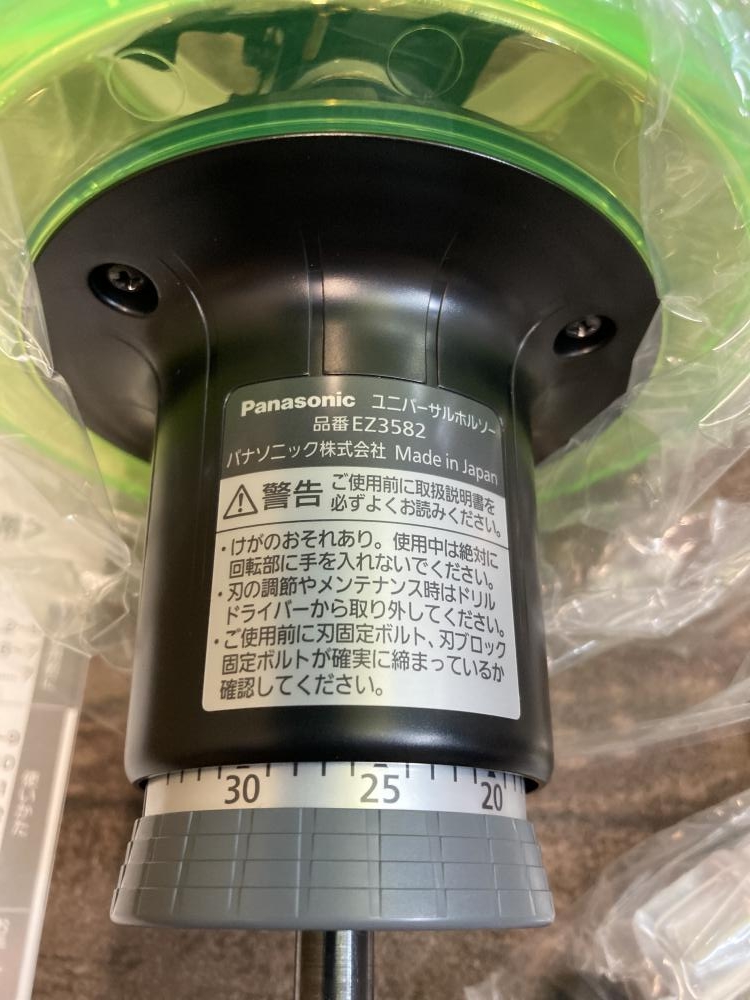 Panasonic ユニバーサルホルソー
品番 EZ3582
パナソニック株式会社 Made in Japan
警告 ご使用前に取扱説明書を
必ずよくお読みください。
・けがのおそれあり。使用中は絶対に
回転部に手を入れないでください。
・刃の調節やメンテナンス時はドリル
ドライバーから取り外してください。
・ご使用前に刃固定ボルト、刃ブロック
固定ボルトが確実に締まっているか
確認してください。
30 25 20